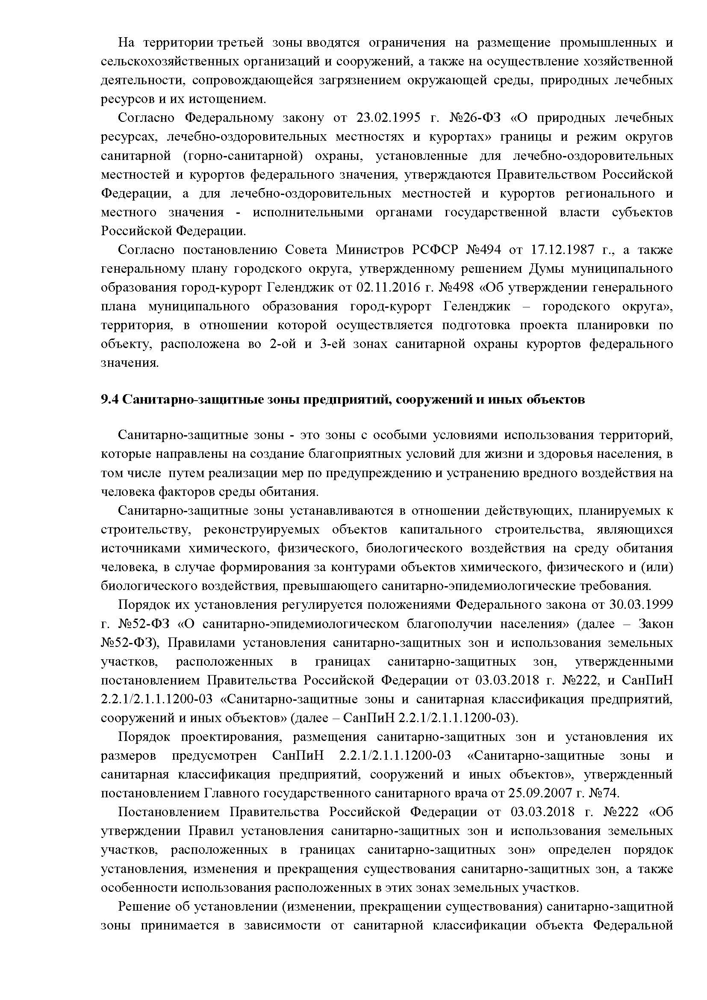 На территории третьей зоны вводятся ограничения на размещение промышленных и
сельскохозяйственных организаций и сооружений, а также на осуществление хозяйственной
деятельности, сопровождающейся загрязнением окружающей среды, природных лечебных
ресурсов и их истощением.
Согласно Федеральному закону от 23.02.1995 г. №26-ФЗ «О природных лечебных
ресурсах, лечебно-оздоровительных местностях и курортах» границы и режим округов
санитарной (горно-санитарной) охраны, установленные для лечебно-оздоровительных
местностей и курортов федерального значения, утверждаются Правительством Российской
Федерации, а для лечебно-оздоровительных местностей и курортов регионального и
местного значения - исполнительными органами государственной власти субъектов
Российской Федерации.
Согласно постановлению Совета Министров РСФСР №494 от 17.12.1987 г., а также
генеральному плану городского округа, утвержденному решением Думы муниципального
образования город-курорт Геленджик от 02.11.2016 г. №498 «Об утверждении генерального
плана муниципального образования город-курорт Геленджик – городского округа»,
территория, в отношении которой осуществляется подготовка проекта планировки по
объекту, расположена во 2-ой и 3-ей зонах санитарной охраны курортов федерального
значения.
9.4 Санитарно-защитные зоны предприятий, сооружений и иных объектов
Санитарно-защитные зоны - это зоны с особыми условиями использования территорий,
которые направлены на создание благоприятных условий для жизни и здоровья населения, в
том числе путем реализации мер по предупреждению и устранению вредного воздействия на
человека факторов среды обитания.
Санитарно-защитные зоны устанавливаются в отношении действующих, планируемых к
строительству, реконструируемых объектов капитального строительства, являющихся
источниками химического, физического, биологического воздействия на среду обитания
человека, в случае формирования за контурами объектов химического, физического и (или)
биологического воздействия, превышающего санитарно-эпидемиологические требования.
Порядок их установления регулируется положениями Федерального закона от 30.03.1999
г. №52-ФЗ «О санитарно-эпидемиологическом благополучии населения» (далее – Закон
№52-ФЗ), Правилами установления санитарно-защитных зон и использования земельных
участков, расположенных в границах санитарно-защитных зон, утвержденными
постановлением Правительства Российской Федерации от 03.03.2018 г. №222, и СанПиН
2.2.1/2.1.1.1200-03 «Санитарно-защитные зоны и санитарная классификация предприятий,
сооружений и иных объектов» (далее – СанПиН 2.2.1/2.1.1.1200-03).
Порядок проектирования, размещения санитарно-защитных зон и установления их
размеров предусмотрен СанПиН 2.2.1/2.1.1.1200-03 «Санитарно-защитные зоны и
санитарная классификация предприятий, сооружений и иных объектов», утвержденный
постановлением Главного государственного санитарного врача от 25.09.2007 г. №74.
Постановлением Правительства Российской Федерации от 03.03.2018 г. №222 «Об
утверждении Правил установления санитарно-защитных зон и использования земельных
участков, расположенных в границах санитарно-защитных зон» определен порядок
установления, изменения и прекращения существования санитарно-защитных зон, а также
особенности использования расположенных в этих зонах земельных участков.
Решение об установлении (изменении, прекращении существования) санитарно-защитной
зоны принимается в зависимости от санитарной классификации объекта Федеральной